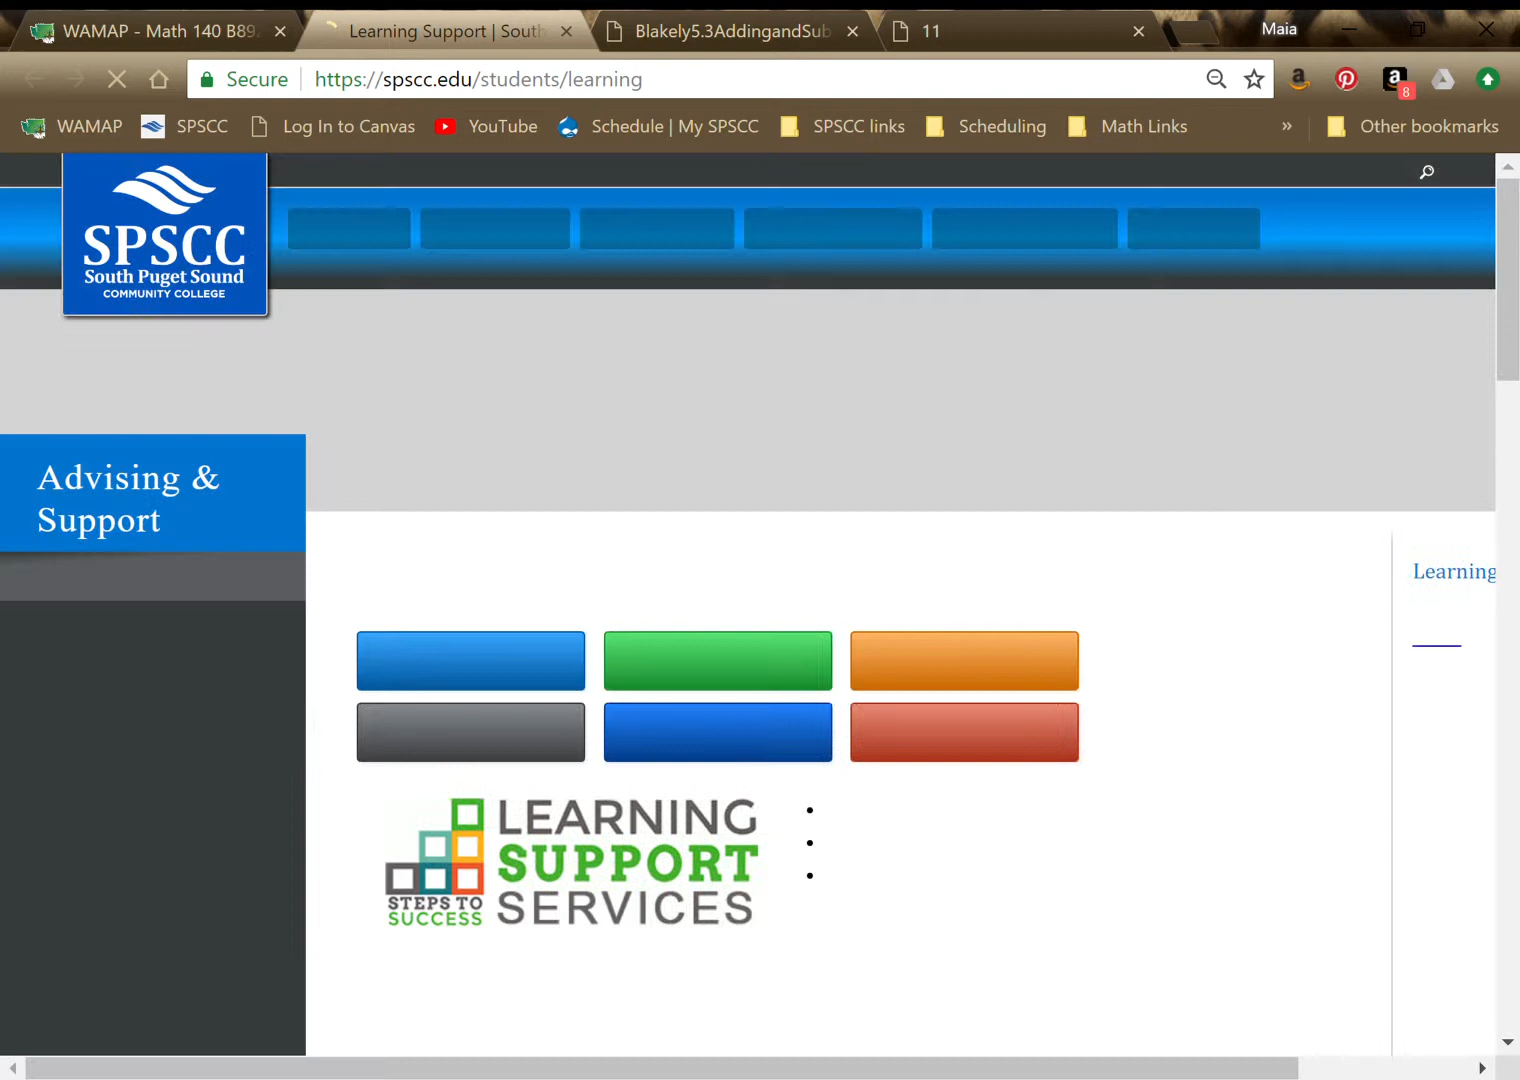 WAMAP - Math 140 B89
Learning Support | South
Blakely5.3AddingandSub
11
Maia
Secure
https://spscc.edu/students/learning
8
WAMAP
SPSCC
Log In to Canvas
YouTube
Schedule | My SPSCC
SPSCC links
Scheduling
Math Links
»
Other bookmarks
SPSCC
South Puget Sound
COMMUNITY COLLEGE
Advising &
Support
Learning
LEARNING
SUPPORT
SERVICES
STEPS TO
SUCCESS